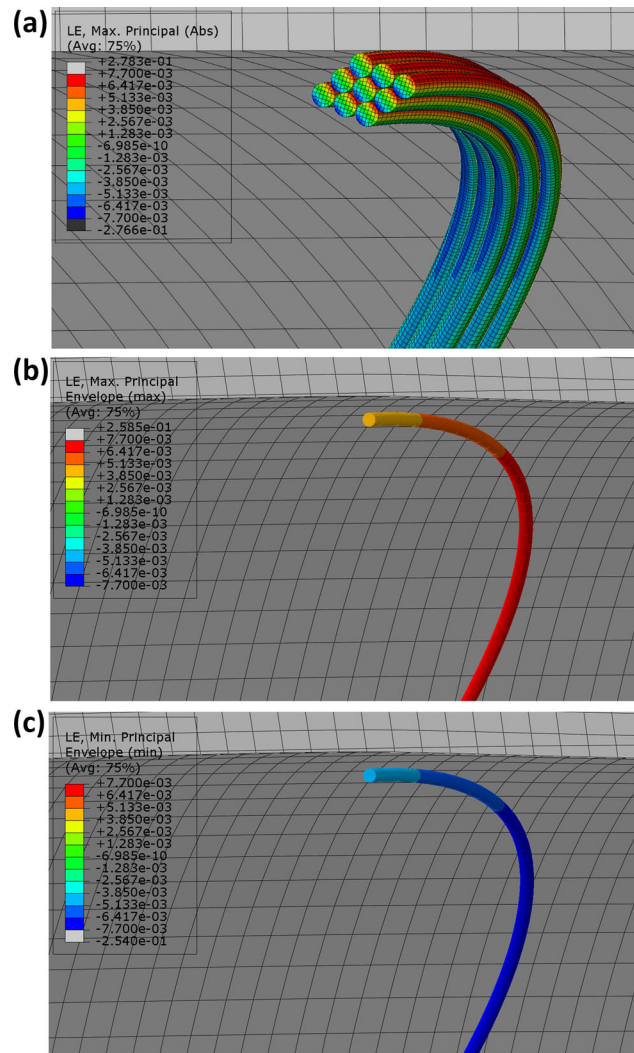 (a)
LE, Max. Principal (Abs)
(Avg: 75%)
+2.783e-01
+7.700e-03
+6.417e-03
+5.133e-03
+3.850e-03
+2.567e-03
+1.283e-03
-6.985e-10
-1.283e-03
-2.567e-03
-3.850e-03
-5.133e-03
-6.417e-03
-7.700e-03
-2.766e-01
(b)
LE, Max. Principal
Envelope (max)
(Avg: 75%)
+2.585e-01
+7.700e-03
+6.417e-03
+5.133e-03
+3.850e-03
+2.567e-03
+1.283e-03
-6.985e-10
-1.283e-03
-2.567e-03
-3.850e-03
-5.133e-03
-6.417e-03
-7.700e-03
(c)
LE, Min. Principal
Envelope (min)
(Avg: 75%)
+7.700e-03
+6.417e-03
+5.133e-03
+3.850e-03
+2.567e-03
+1.283e-03
-6.985e-10
-1.283e-03
-2.567e-03
-3.850e-03
-5.133e-03
-6.417e-03
-7.700e-03
-2.540e-01